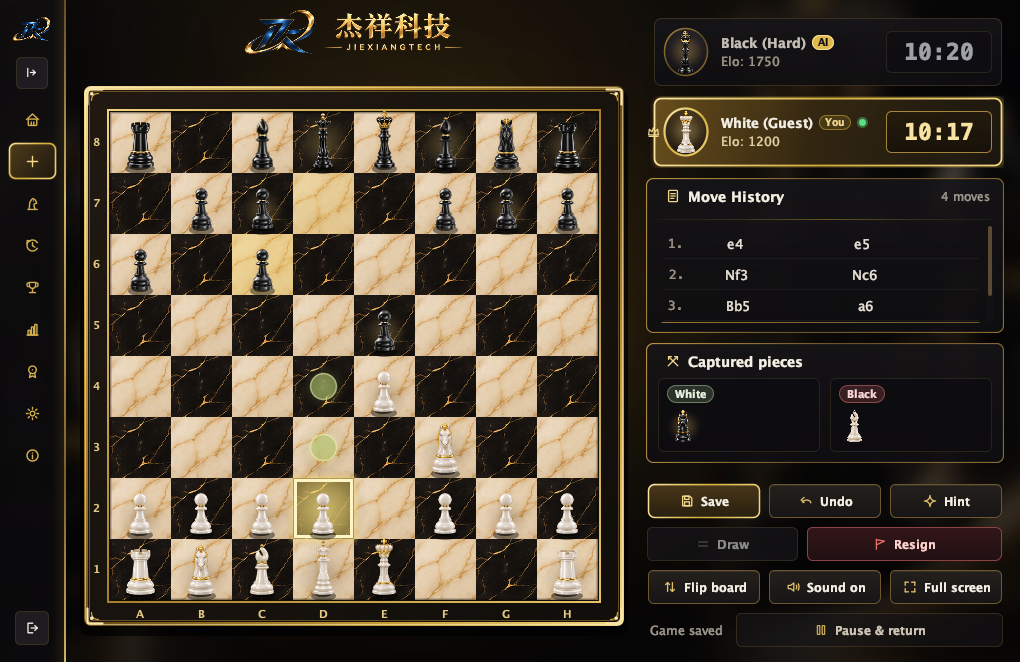 杰祥科技
JIEXIANGTECH
Black (Hard) AI
Elo: 1750
10:20
White (Guest) You
Elo: 1200
10:17
Move History 4 moves
1. e4 e5
2. Nf3 Nc6
3. Bb5 a6
Captured pieces
White Black
Save Undo Hint
Draw Resign
Flip board Sound on Full screen
Game saved Pause & return
8
7
6
5
4
3
2
1
A B C D E F G H